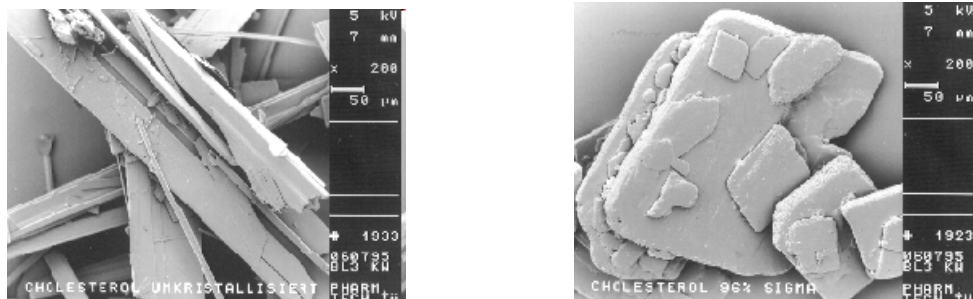 5 kV
7 mm
x 200
50 µm
# 1933
060795
BL3 KW
PHARM.
CHOLESTEROL UMKRISTALLISIERT
5 kV
7 mm
x 200
50 µm
# 1923
060795
BL3 KW
PHARM.
CHOLESTEROL 96% SIGMA